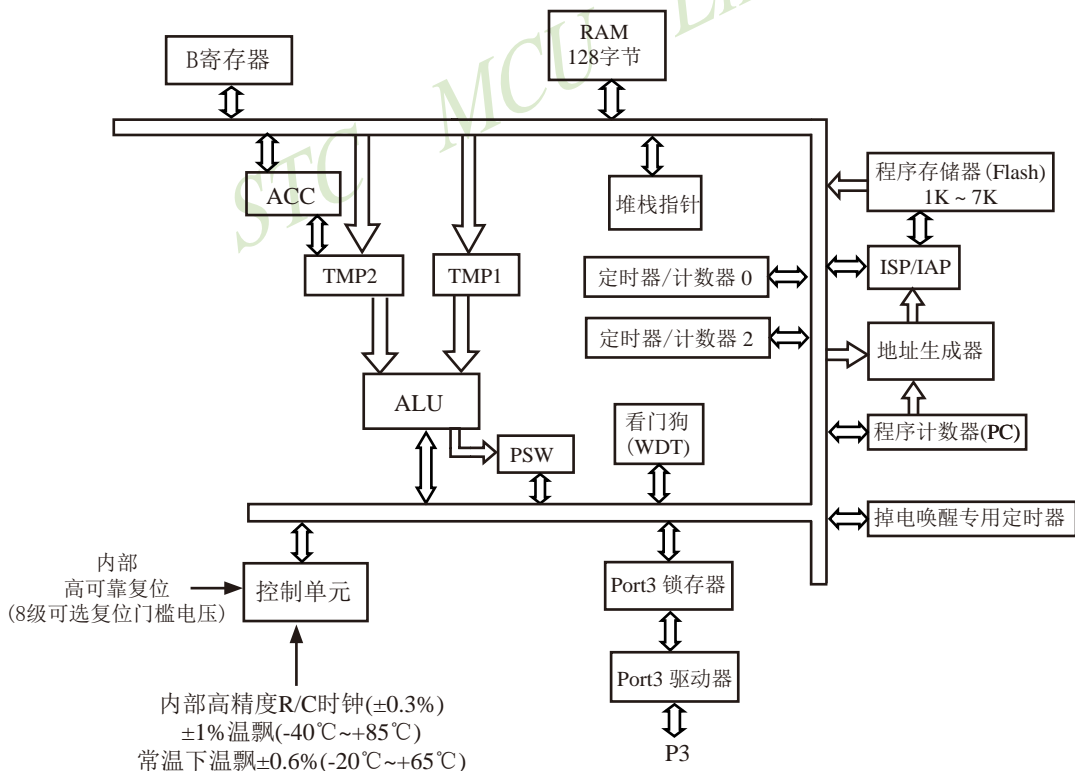 RAM
128字节
B寄存器
STC MCU
程序存储器(Flash)
1K ~ 7K
ACC
堆栈指针
TMP2
TMP1
定时器/计数器 0
ISP/IAP
定时器/计数器 2
地址生成器
ALU
看门狗
(WDT)
程序计数器(PC)
PSW
掉电唤醒专用定时器
内部
高可靠复位
(8级可选复位门槛电压)
控制单元
Port3 锁存器
Port3 驱动器
内部高精度R/C时钟(±0.3%)
±1%温飘(-40℃~+85℃)
常温下温飘±0.6%(-20℃~+65℃)
P3